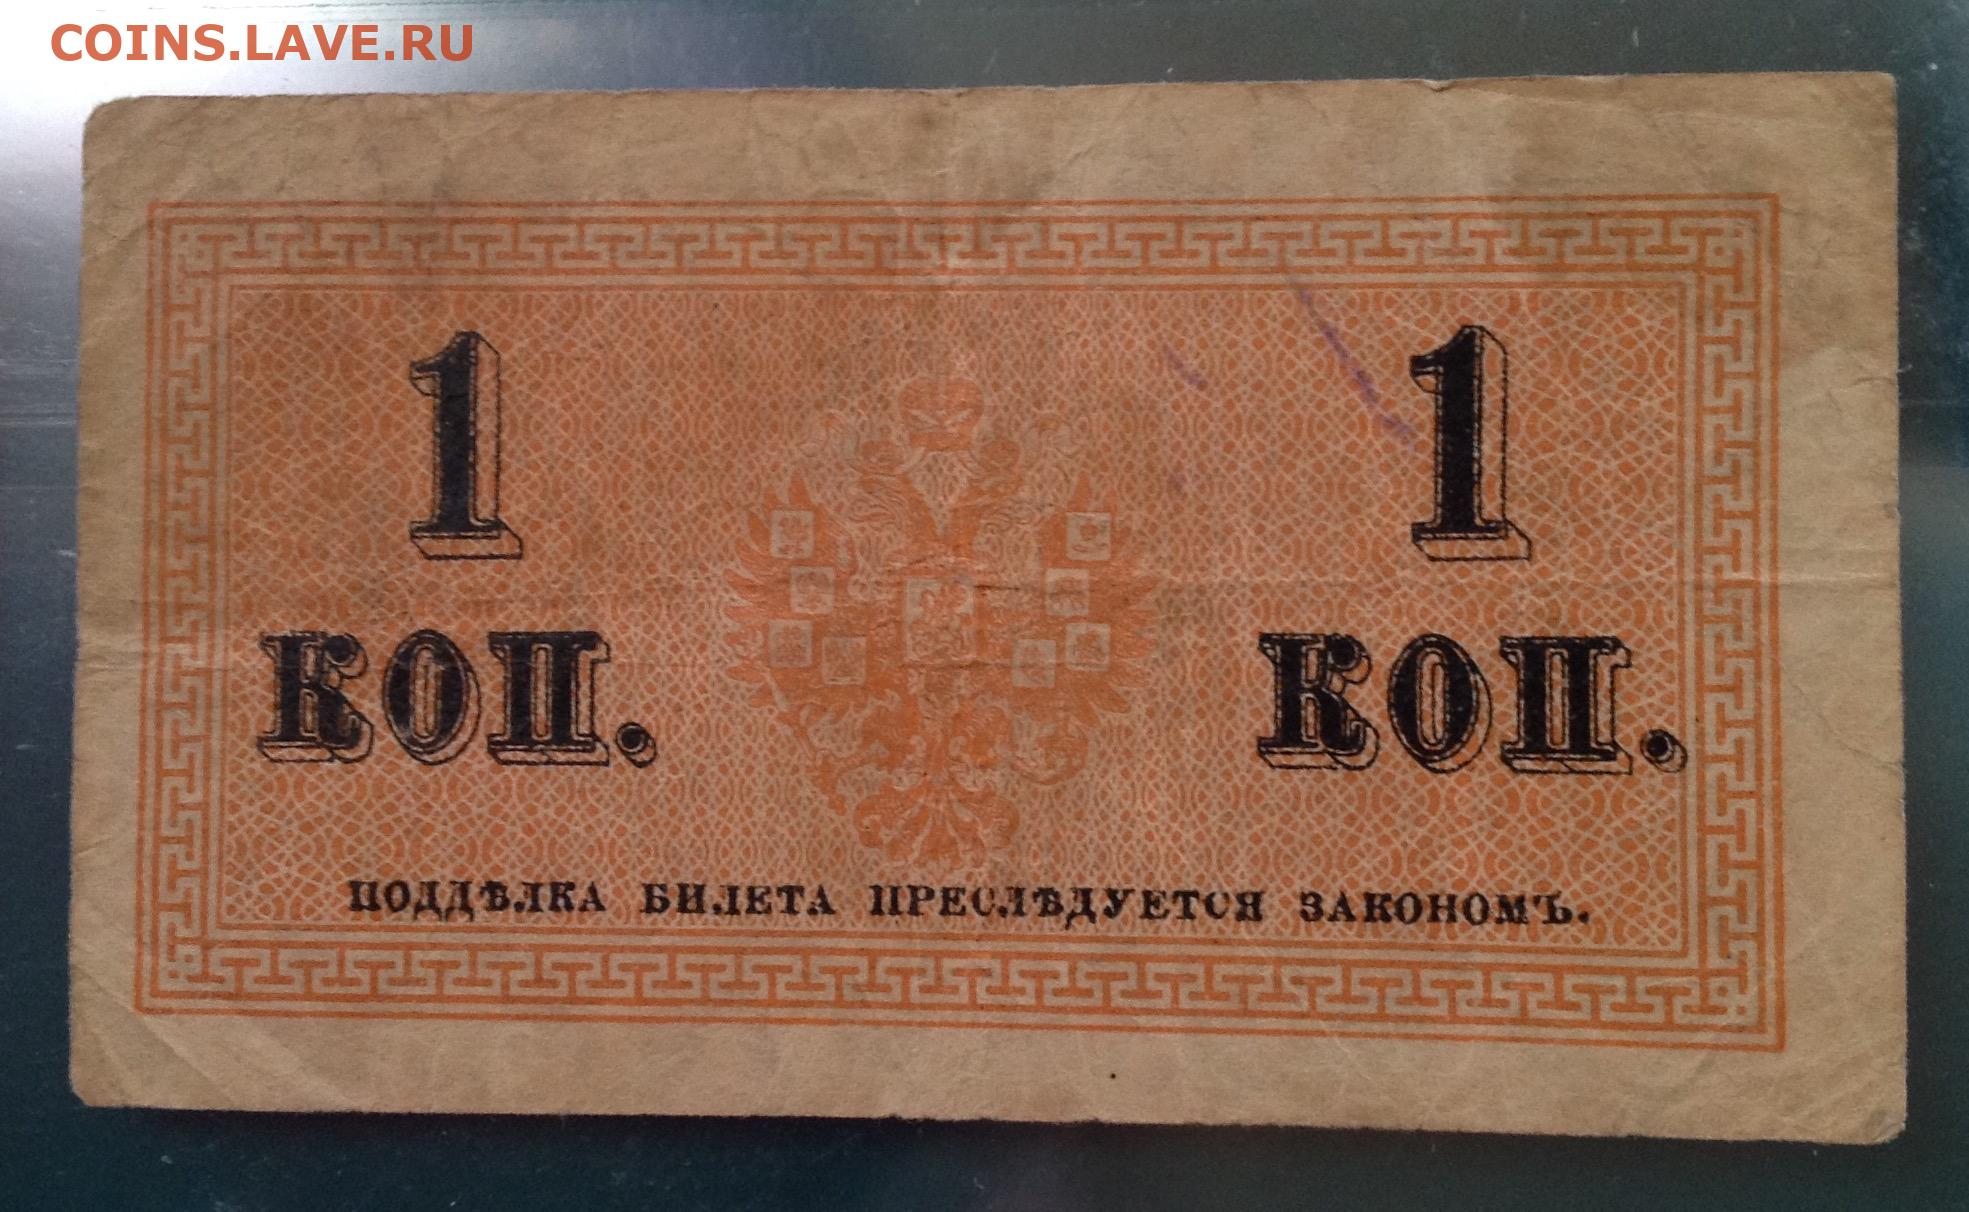 COINS.LAVE.RU
1 1
КОП. КОП.
ПОДДѢЛКА БИЛЕТА ПРЕСЛѢДУЕТСЯ ЗАКОНОМЪ.